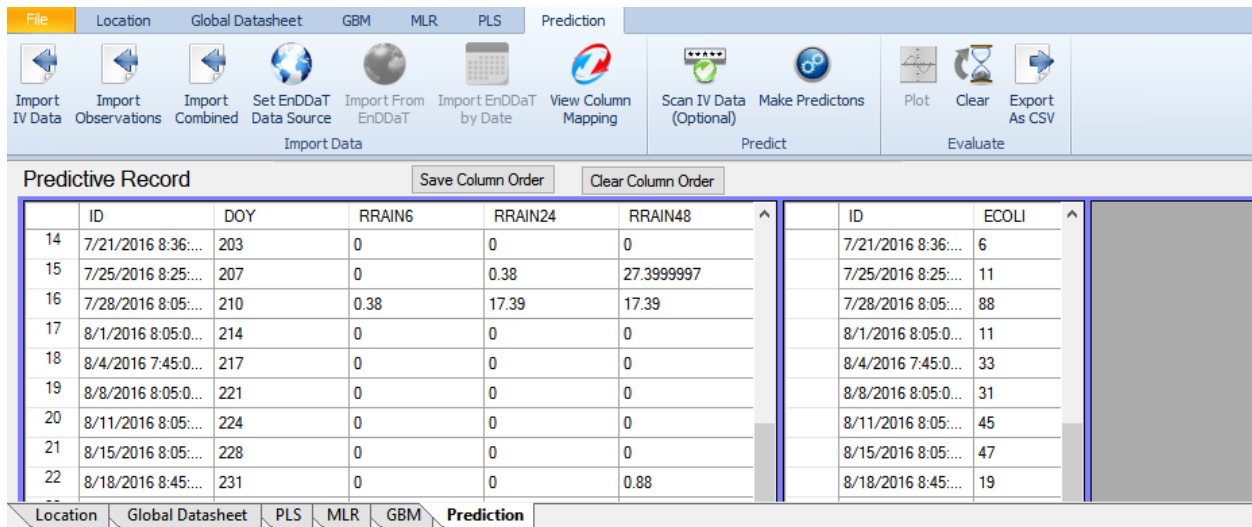 File Location Global Datasheet GBM MLR PLS Prediction
Import IV Data
Import Observations
Import Combined
Set EnDDaT Data Source
Import From EnDDaT
Import EnDDaT by Date
View Column Mapping
Scan IV Data (Optional)
Make Predictons
Plot
Clear
Export As CSV
Import Data Predict Evaluate
Predictive Record Save Column Order Clear Column Order
ID DOY RRAIN6 RRAIN24 RRAIN48 ID ECOLI
14 7/21/2016 8:36:... 203 0 0 0 7/21/2016 8:36:... 6
15 7/25/2016 8:25:... 207 0 0.38 27.3999997 7/25/2016 8:25:... 11
16 7/28/2016 8:05:... 210 0.38 17.39 17.39 7/28/2016 8:05:... 88
17 8/1/2016 8:05:0... 214 0 0 0 8/1/2016 8:05:0... 11
18 8/4/2016 7:45:0... 217 0 0 0 8/4/2016 7:45:0... 33
19 8/8/2016 8:05:0... 221 0 0 0 8/8/2016 8:05:0... 31
20 8/11/2016 8:05:... 224 0 0 0 8/11/2016 8:05:... 45
21 8/15/2016 8:05:... 228 0 0 0 8/15/2016 8:05:... 47
22 8/18/2016 8:45:... 231 0 0 0.88 8/18/2016 8:45:... 19
Location Global Datasheet PLS MLR GBM Prediction